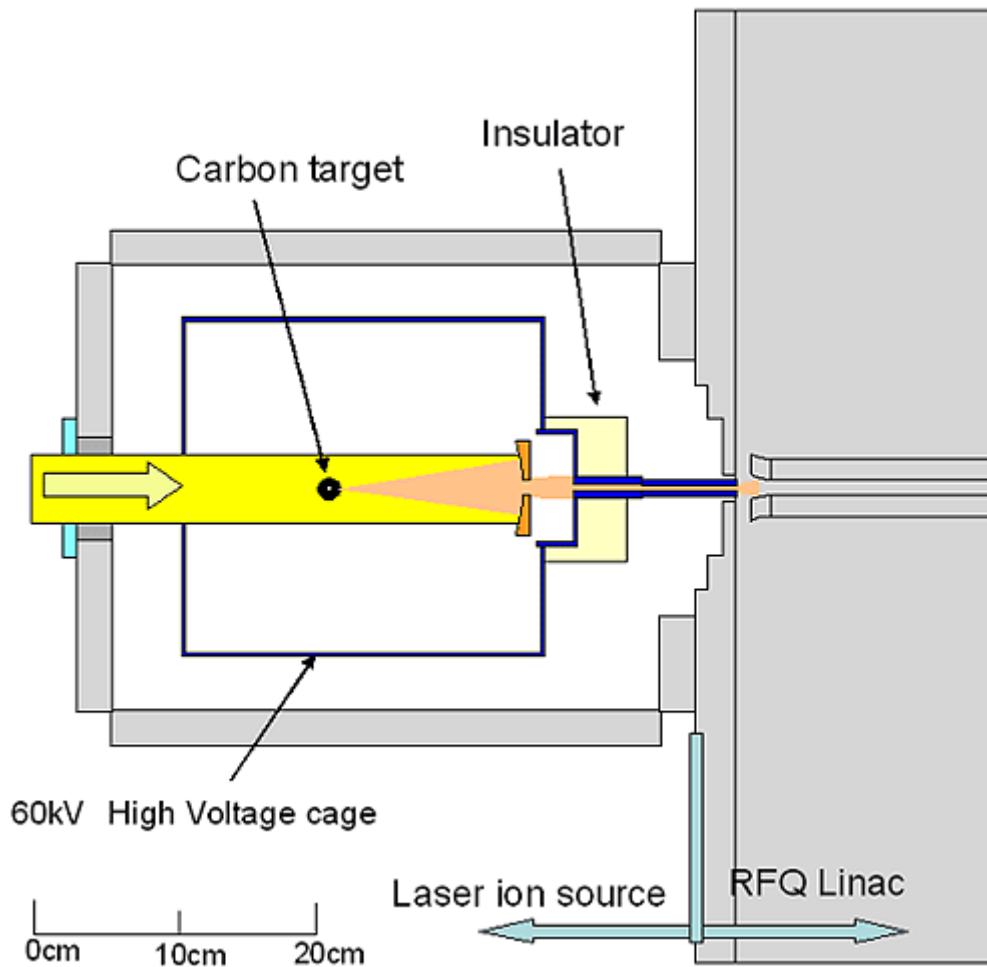 Insulator
Carbon target
60kV High Voltage cage
Laser ion source
RFQ Linac
0cm
10cm
20cm